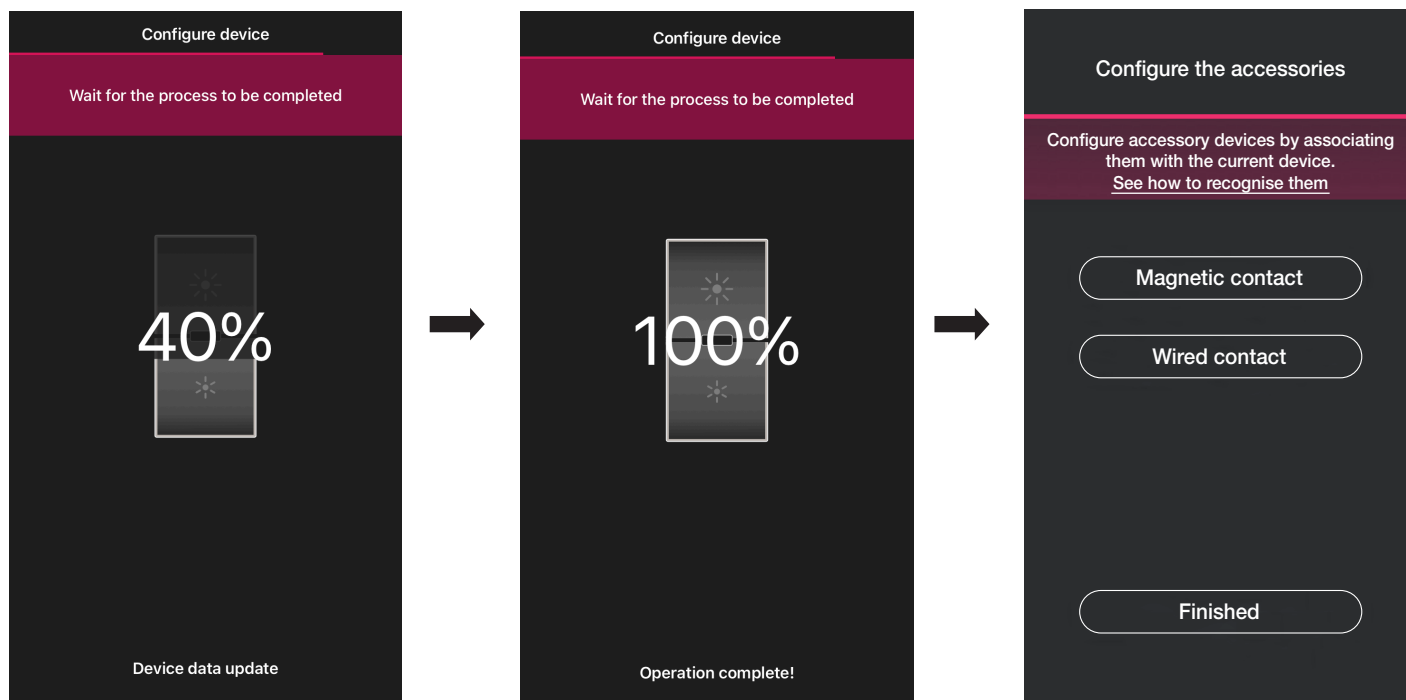 Configure device
Wait for the process to be completed
40%
Device data update
Configure device
Wait for the process to be completed
100%
Operation complete!
Configure the accessories
Configure accessory devices by associating
them with the current device.
See how to recognise them
Magnetic contact
Wired contact
Finished